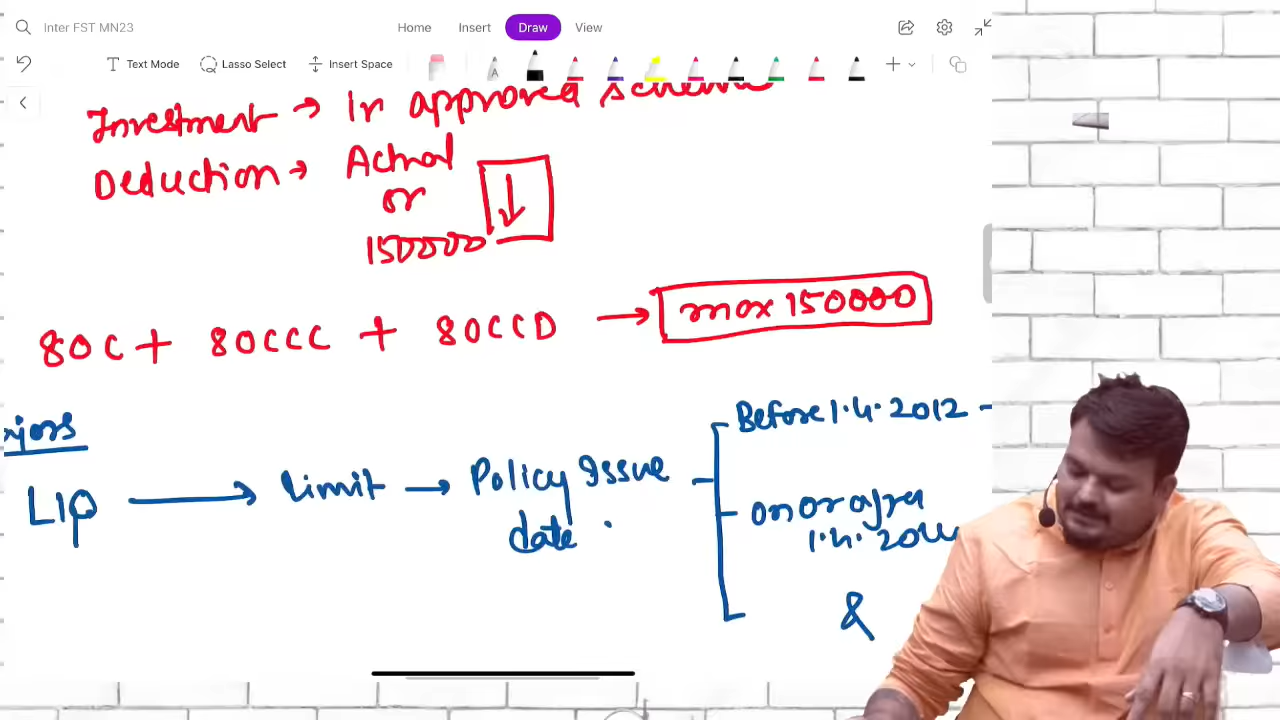 Inter FST MN23
Home Insert Draw View
Text Mode Lasso Select Insert Space
Investment → In approved scheme
Deduction → Actual
or
150000
80C + 80CCC + 80CCD → max 150000
LIP → limit → Policy Issue
date
Before 1.4.2012
on or after
1.4.
&